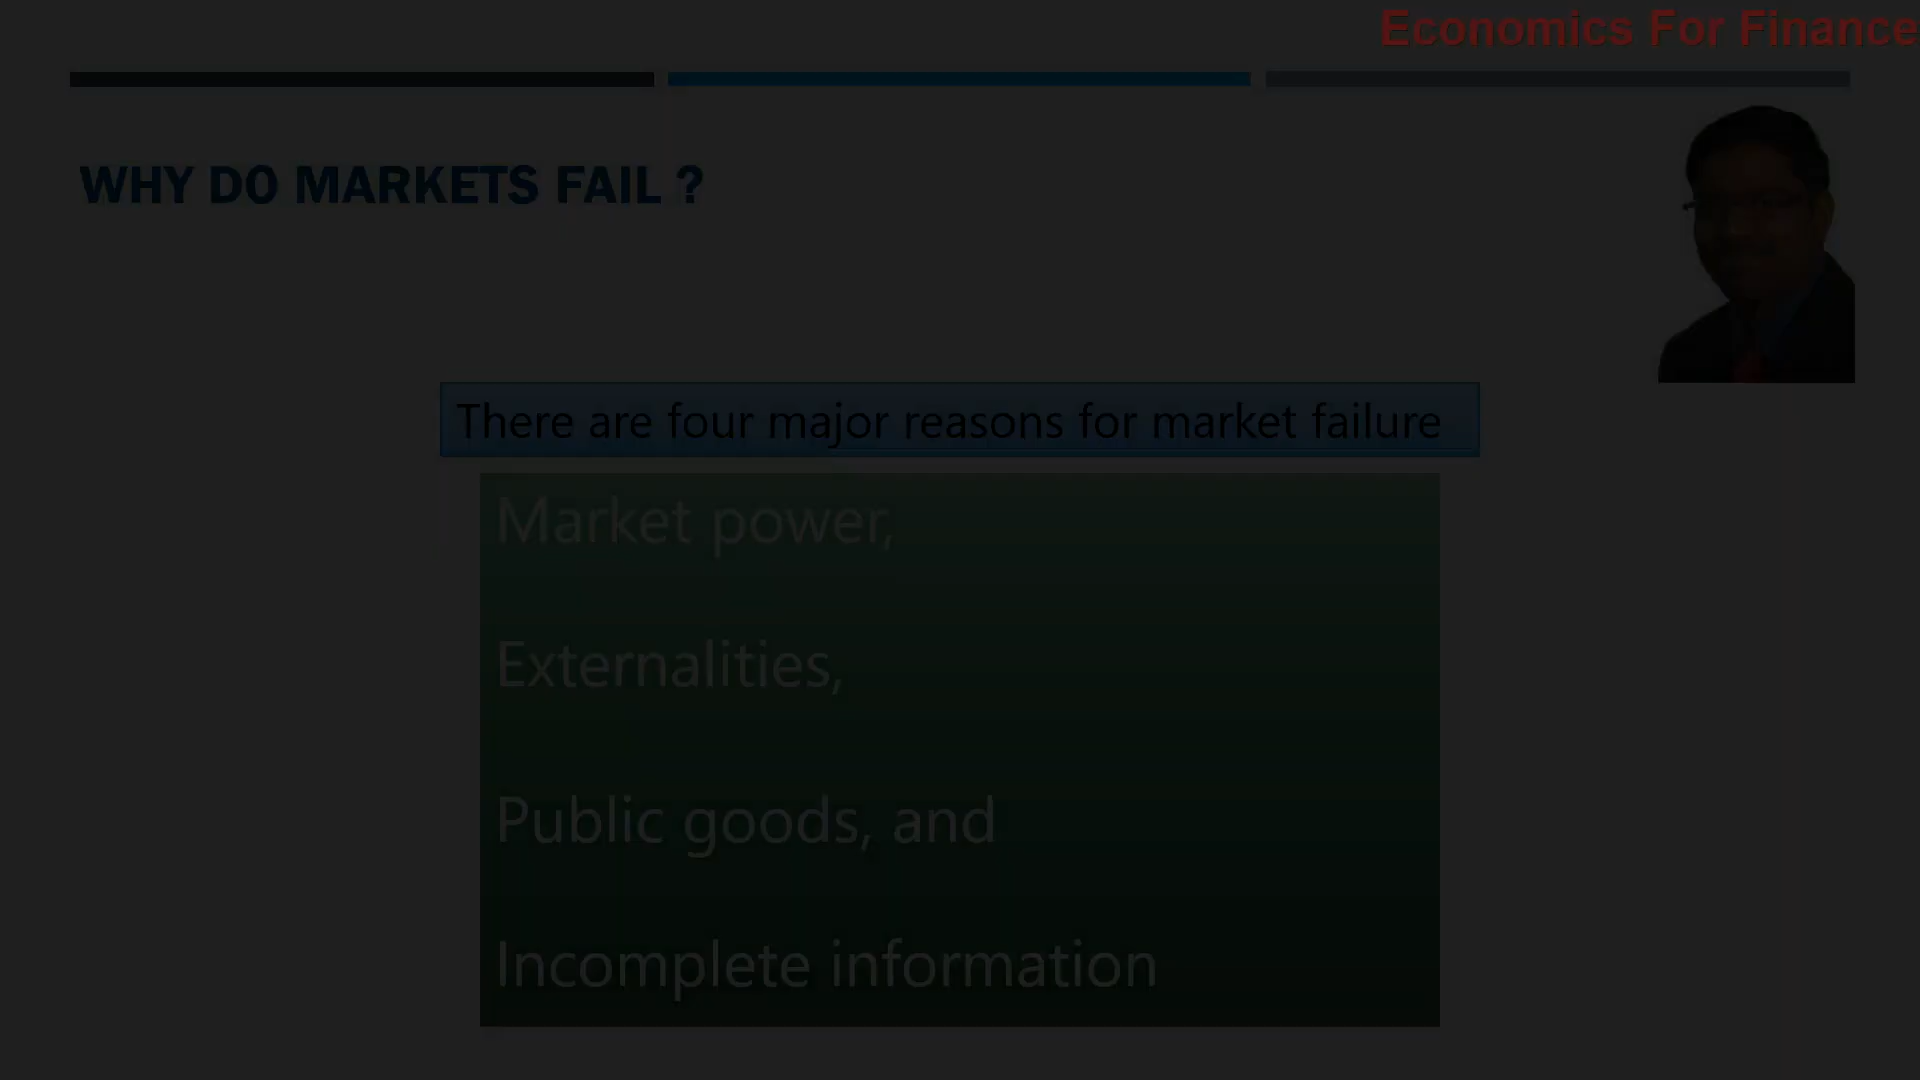 Economics For Finance
WHY DO MARKETS FAIL ?
There are four major reasons for market failure
Market power,
Externalities,
Public goods, and
Incomplete information